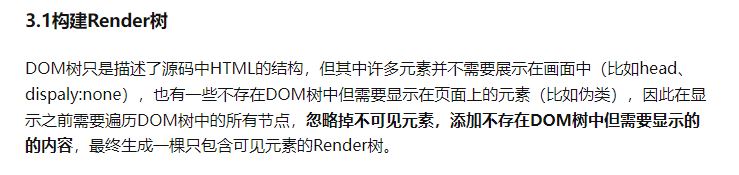 3.1构建Render树
DOM树只是描述了源码中HTML的结构，但其中许多元素并不需要展示在画面中（比如head、
dispaly:none），也有一些不存在DOM树中但需要显示在页面上的元素（比如伪类），因此在显
示之前需要遍历DOM树中的所有节点，忽略掉不可见元素，添加不存在DOM树中但需要显示的
的内容，最终生成一棵只包含可见元素的Render树。